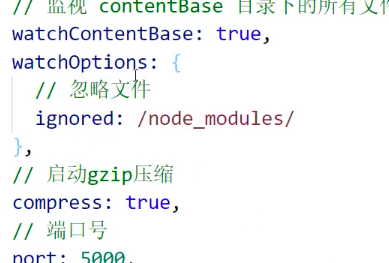 // 监视 contentBase 目录下的所有文件
watchContentBase: true,
watchOptions: {
// 忽略文件
ignored: /node_modules/
},
// 启动gzip压缩
compress: true,
// 端口号
port: 5000,